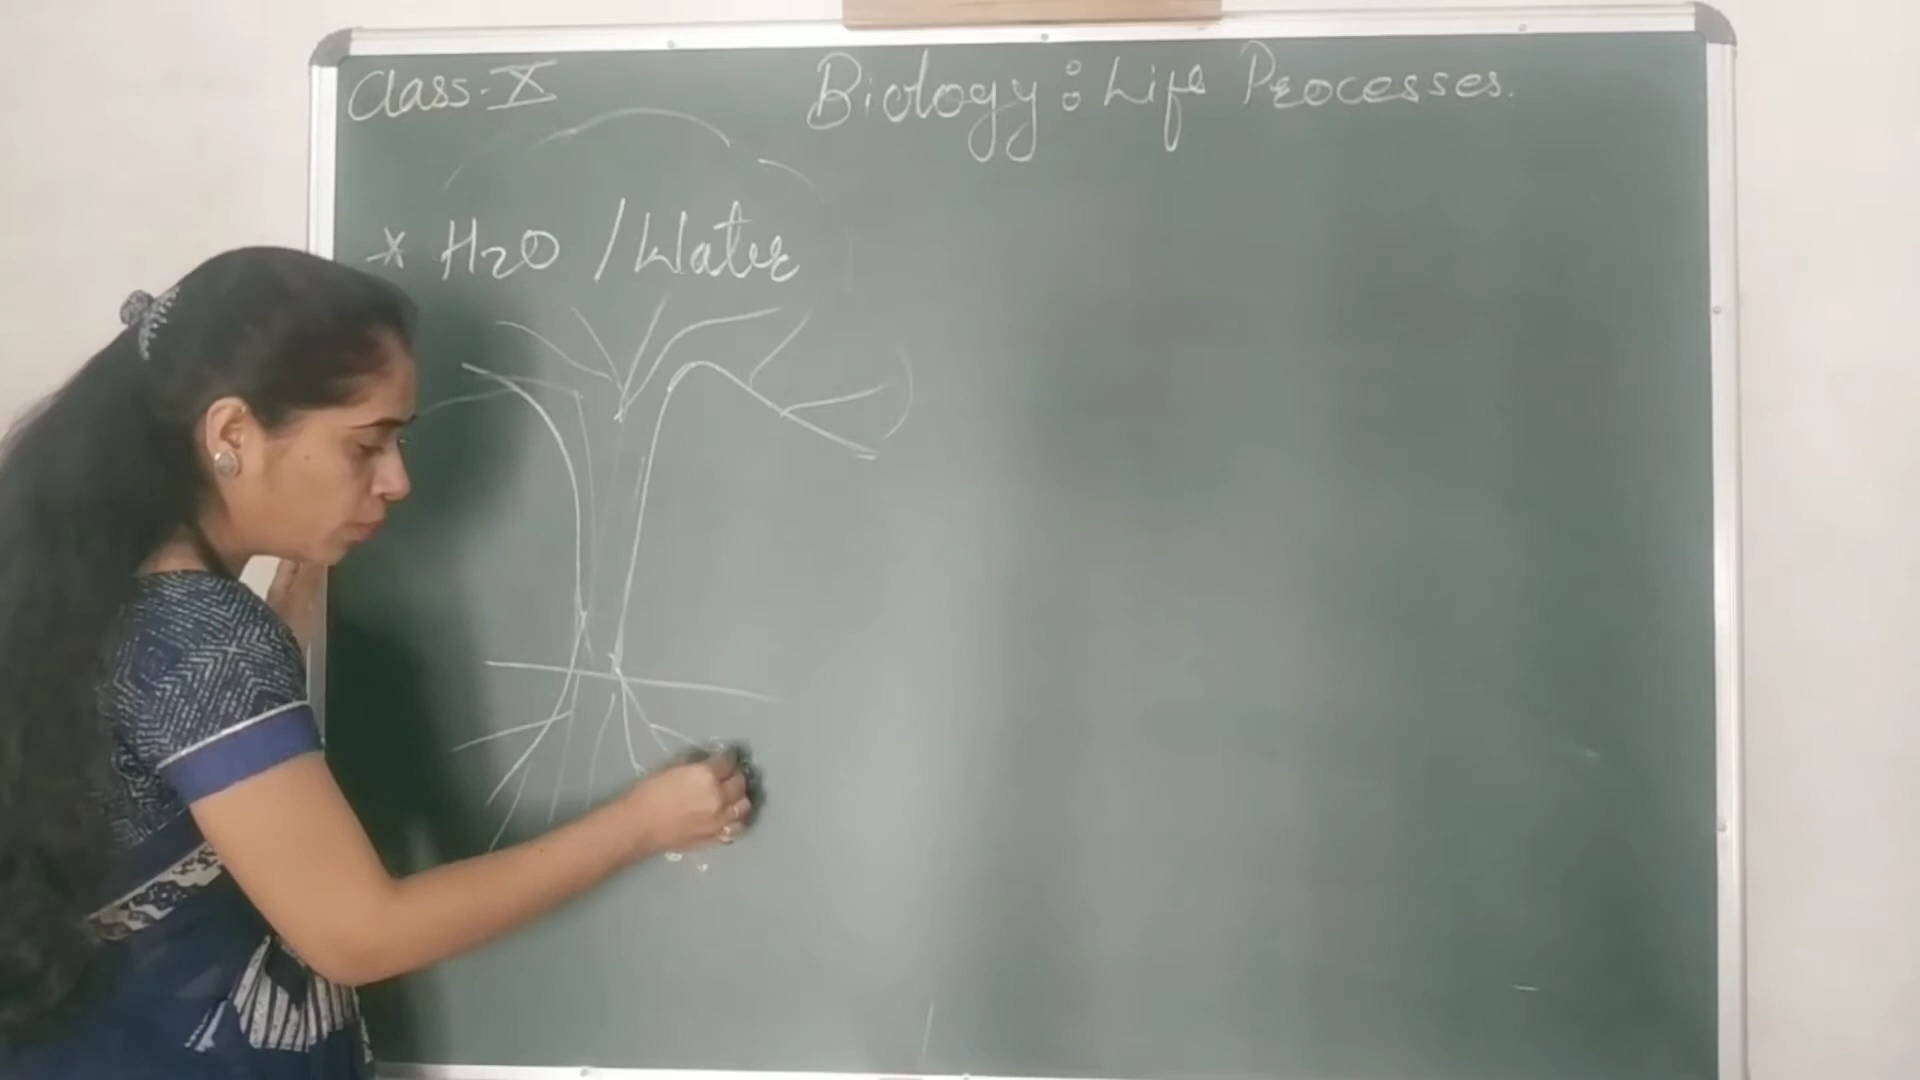 Class-X
Biology: Life Processes.
* H2O / Water